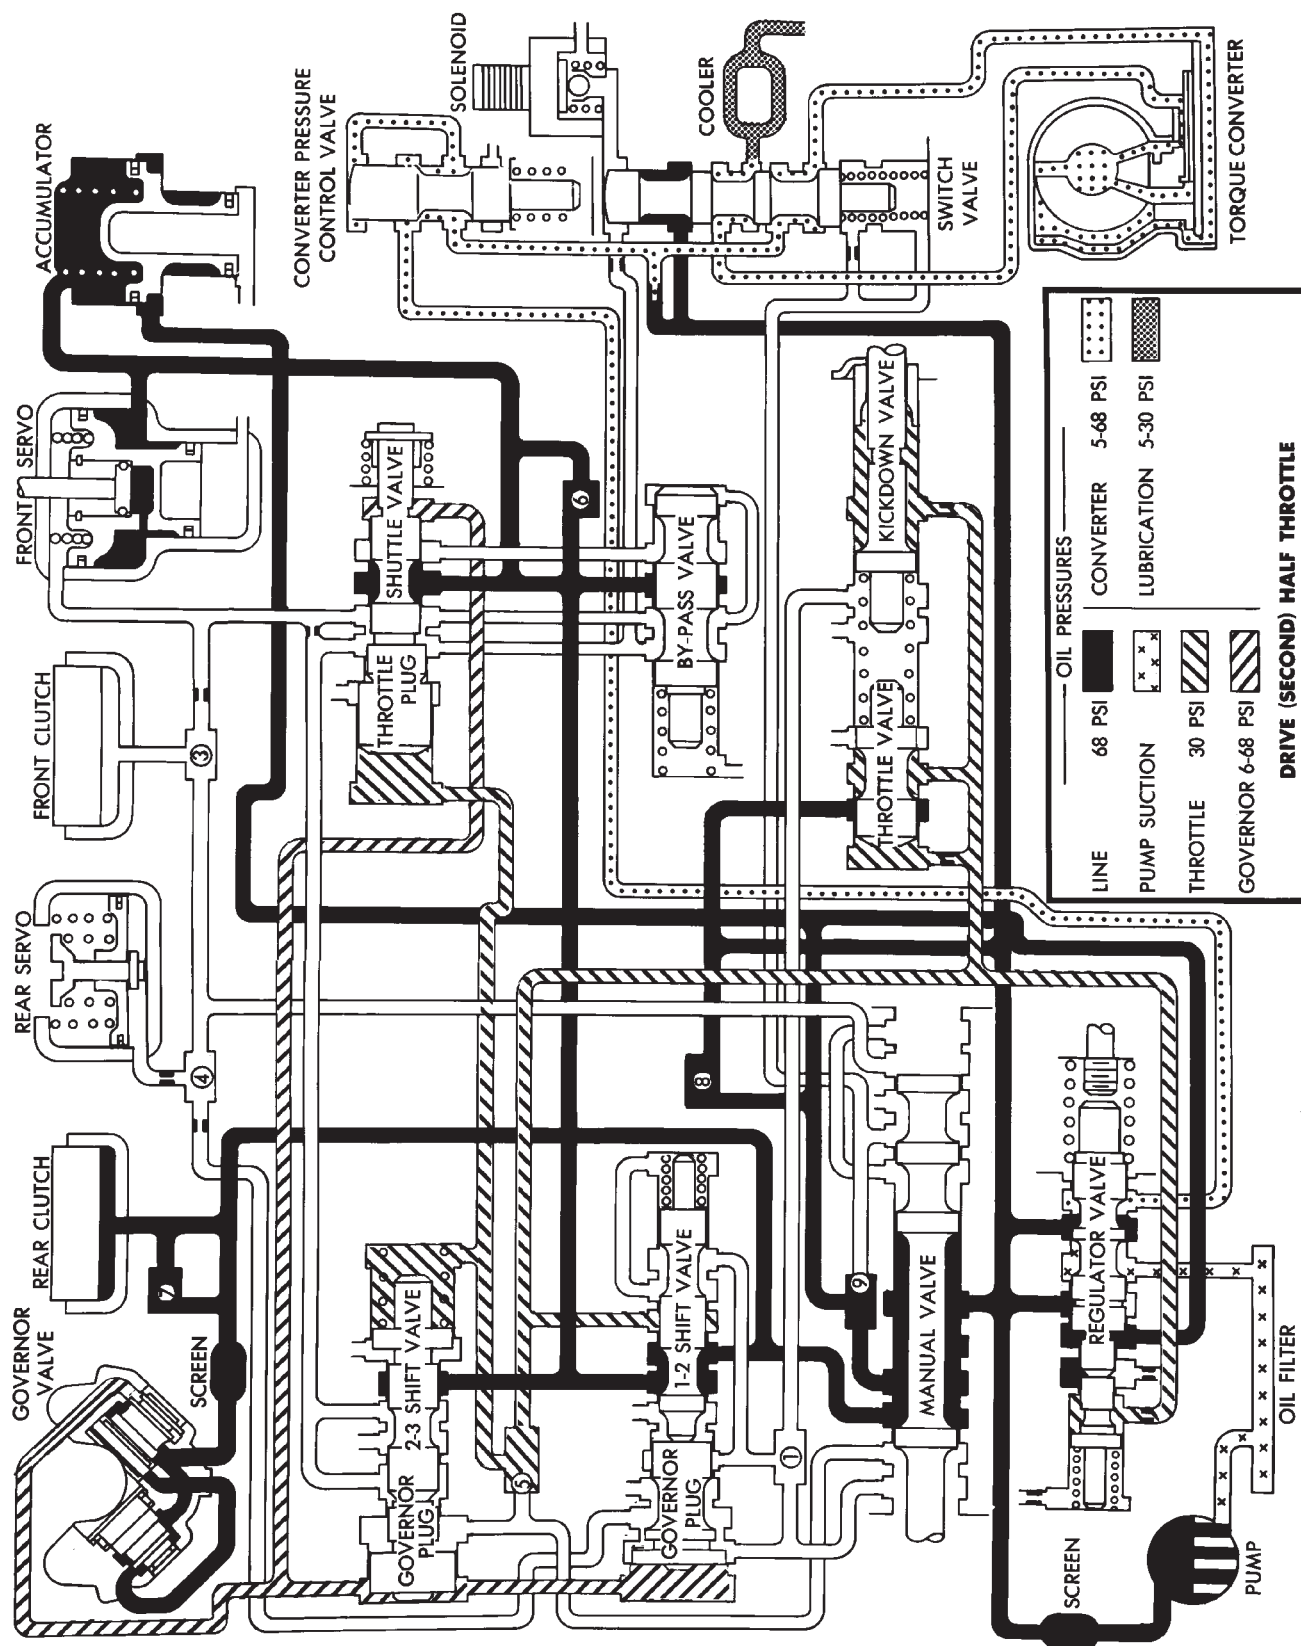 GOVERNOR
VALVE
REAR CLUTCH
REAR SERVO
FRONT CLUTCH
FRONT SERVO
ACCUMULATOR
SCREEN
7
4
3
CONVERTER PRESSURE
CONTROL VALVE
SOLENOID
COOLER
SWITCH
VALVE
TORQUE CONVERTER
GOVERNOR
PLUG
2-3 SHIFT VALVE
THROTTLE
PLUG
SHUTTLE VALVE
5
6
GOVERNOR
PLUG
1-2 SHIFT VALVE
BY-PASS VALVE
8
1
9
THROTTLE VALVE
KICKDOWN VALVE
MANUAL VALVE
REGULATOR VALVE
SCREEN
PUMP
OIL FILTER
OIL PRESSURES
LINE 68 PSI
PUMP SUCTION
THROTTLE 30 PSI
GOVERNOR 6-68 PSI
CONVERTER 5-68 PSI
LUBRICATION 5-30 PSI
DRIVE (SECOND) HALF THROTTLE